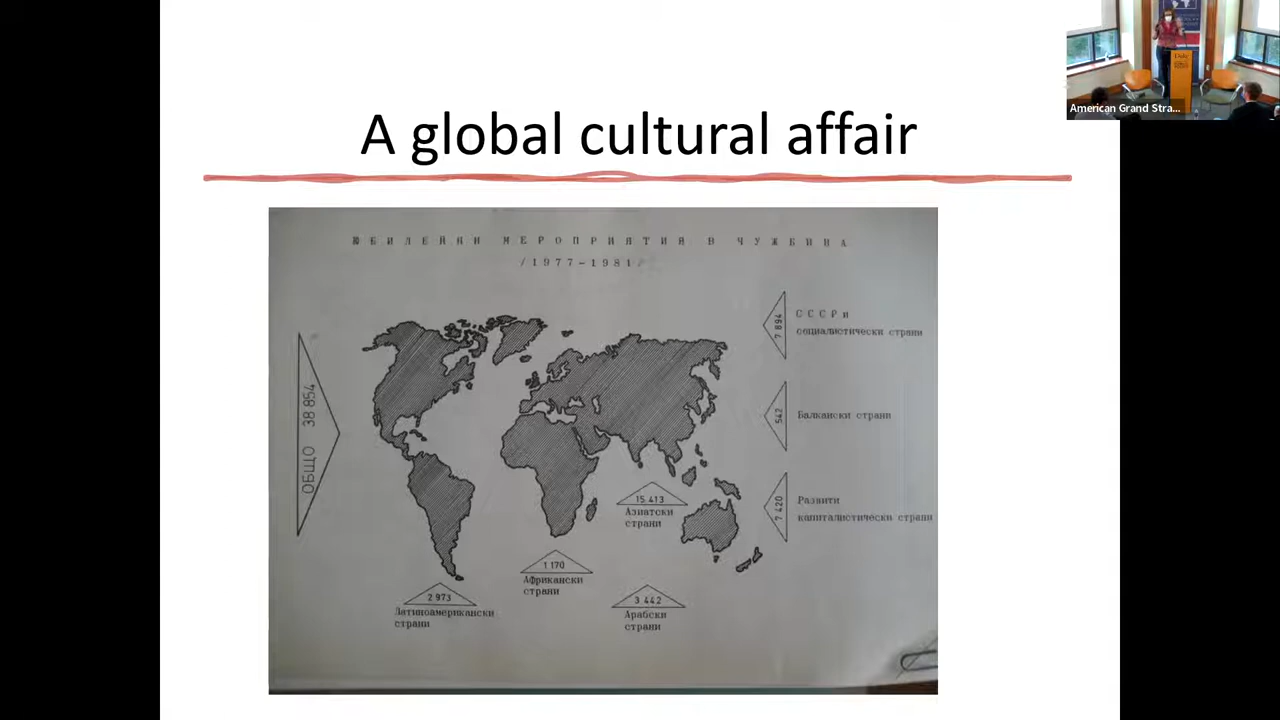 A global cultural affair
American Grand Stra...
ЮБИЛЕЙНИ МЕРОПРИЯТИЯ В ЧУЖБИНА
/1977-1981/
ОБЩО 38 854
7 894
СССР и
социалистически страни
542
Балкански страни
7 420
Развити
капиталистически страни
15 413
Азиатски
страни
1 170
Африкански
страни
2 973
Латиноамерикански
страни
3 442
Арабски
страни